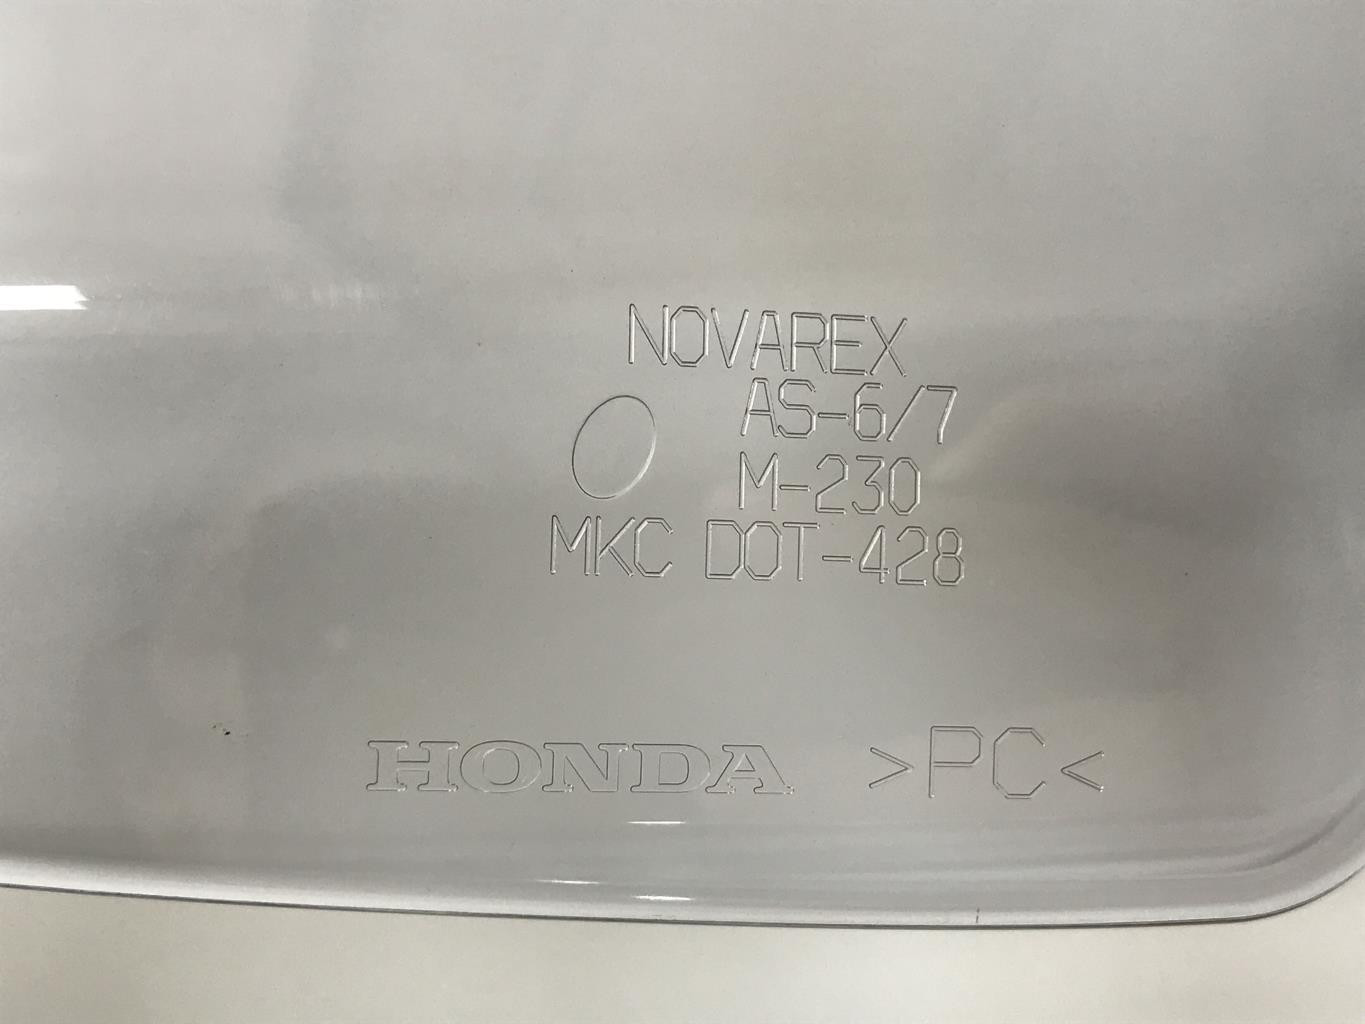 NOVAREX
AS-6/7
M-230
MKC DOT-428
HONDA >PC<